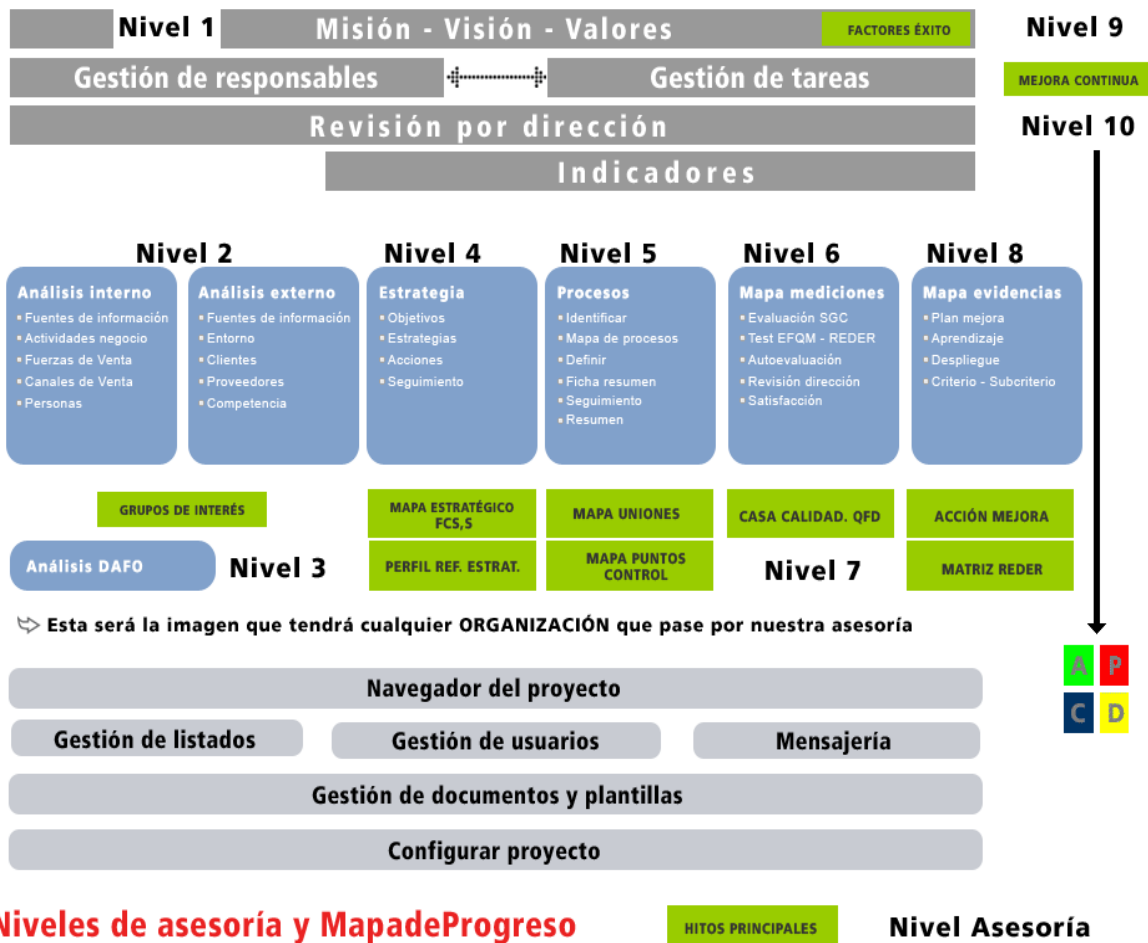 Nivel 1
Misión - Visión - Valores
FACTORES ÉXITO
Nivel 9
Gestión de responsables
Gestión de tareas
MEJORA CONTINUA
Revisión por dirección
Nivel 10
Indicadores
Nivel 2
Nivel 4
Nivel 5
Nivel 6
Nivel 8
Análisis interno
▪ Fuentes de información
▪ Actividades negocio
▪ Fuerzas de Venta
▪ Canales de Venta
▪ Personas
Análisis externo
▪ Fuentes de información
▪ Entorno
▪ Clientes
▪ Proveedores
▪ Competencia
Estrategia
▪ Objetivos
▪ Estrategias
▪ Acciones
▪ Seguimiento
Procesos
▪ Identificar
▪ Mapa de procesos
▪ Definir
▪ Ficha resumen
▪ Seguimiento
▪ Resumen
Mapa mediciones
▪ Evaluación SGC
▪ Test EFQM - REDER
▪ Autoevaluación
▪ Revisión dirección
▪ Satisfacción
Mapa evidencias
▪ Plan mejora
▪ Aprendizaje
▪ Despliegue
▪ Criterio - Subcriterio
GRUPOS DE INTERÉS
MAPA ESTRATÉGICO
FCS,S
MAPA UNIONES
CASA CALIDAD. QFD
ACCIÓN MEJORA
Análisis DAFO
Nivel 3
PERFIL REF. ESTRAT.
MAPA PUNTOS
CONTROL
Nivel 7
MATRIZ REDER
Esta será la imagen que tendrá cualquier ORGANIZACIÓN que pase por nuestra asesoría
A P
C D
Navegador del proyecto
Gestión de listados
Gestión de usuarios
Mensajería
Gestión de documentos y plantillas
Configurar proyecto
Niveles de asesoría y MapadeProgreso
HITOS PRINCIPALES
Nivel Asesoría